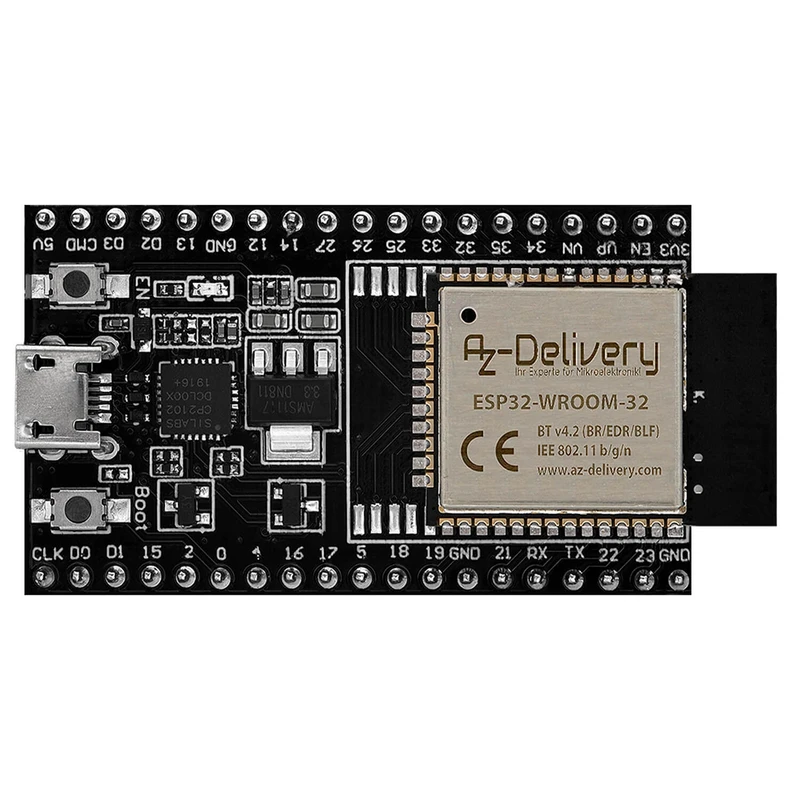 5V CMD D3 D2 13 GND 12 14 27 26 25 33 32 35 34 VN VP EN 3V3
EN
Az-Delivery
Ihr Experte für Mikroelektronik!
ESP32-WROOM-32
BT v4.2 (BR/EDR/BLF)
IEE 802.11 b/g/n
www.az-delivery.com
CE
K.
SILABS
CP2102
DCL00X
1916+
AMS1117
3.3 DN811
Boot
CLK D0 D1 15 2 0 4 16 17 5 18 19 GND 21 RX TX 22 23 GND